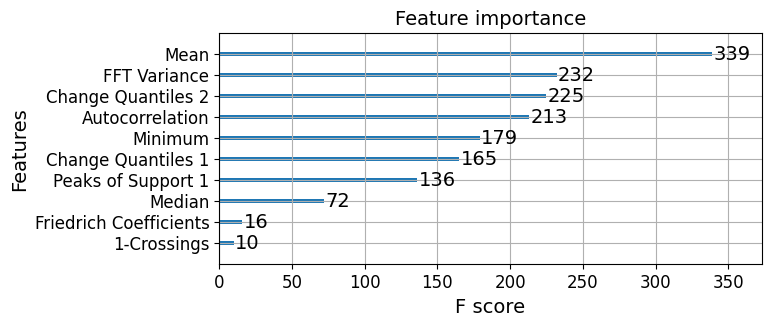 Feature importance
Features
Mean 339
FFT Variance 232
Change Quantiles 2 225
Autocorrelation 213
Minimum 179
Change Quantiles 1 165
Peaks of Support 1 136
Median 72
Friedrich Coefficients 16
1-Crossings 10
0 50 100 150 200 250 300 350
F score